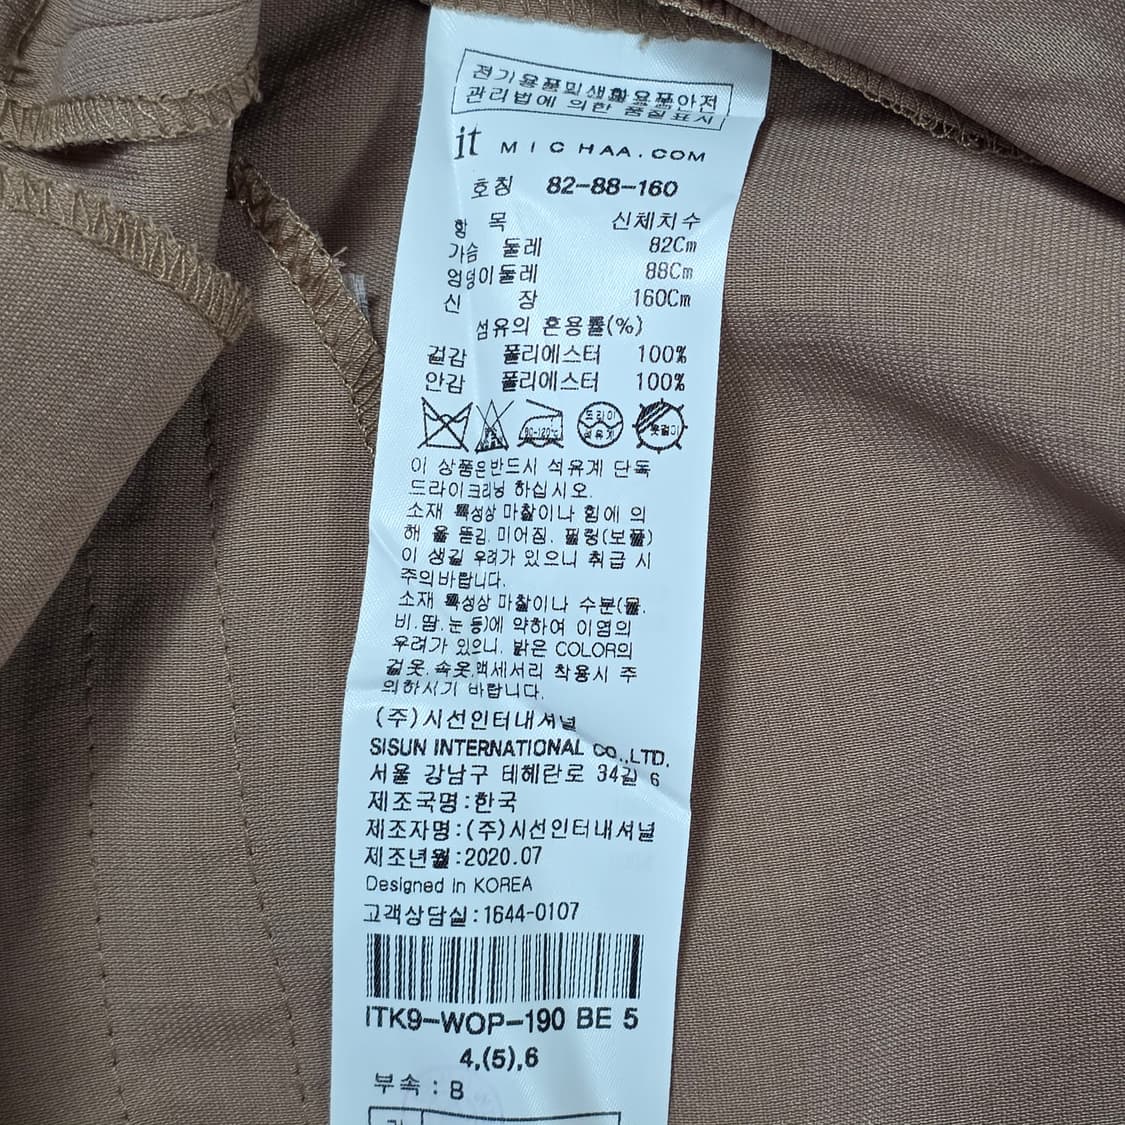 전기용품및생활용품안전
관리법에 의한 품질표시
it MICHAA.COM
호칭 82-88-160
항 목 신체치수
가슴 둘레 82Cm
엉덩이둘레 88Cm
신 장 160Cm
섬유의 혼용률(%)
겉감 폴리에스터 100%
안감 폴리에스터 100%
80-120℃ 드라이 석유계 옷걸이
이 상품은반드시 석유계 단독
드라이크리닝 하십시오.
소재 특성상 마찰이나 힘에 의
해 올 뜯김, 미어짐, 필링(보풀)
이 생길 우려가 있으니 취급 시
주의바랍니다.
소재 특성상 마찰이나 수분(물,
비,땀,눈 등)에 약하여 이염의
우려가 있으니, 밝은 COLOR의
겉옷,속옷,액세서리 착용시 주
의하시기 바랍니다.
(주)시선인터내셔널
SISUN INTERNATIONAL CO.,LTD.
서울 강남구 테헤란로 34길 6
제조국명:한국
제조자명:(주)시선인터내셔널
제조년월:2020.07
Designed In KOREA
고객상담실:1644-0107
ITK9-WOP-190 BE 5
4,(5),6
부속 : B